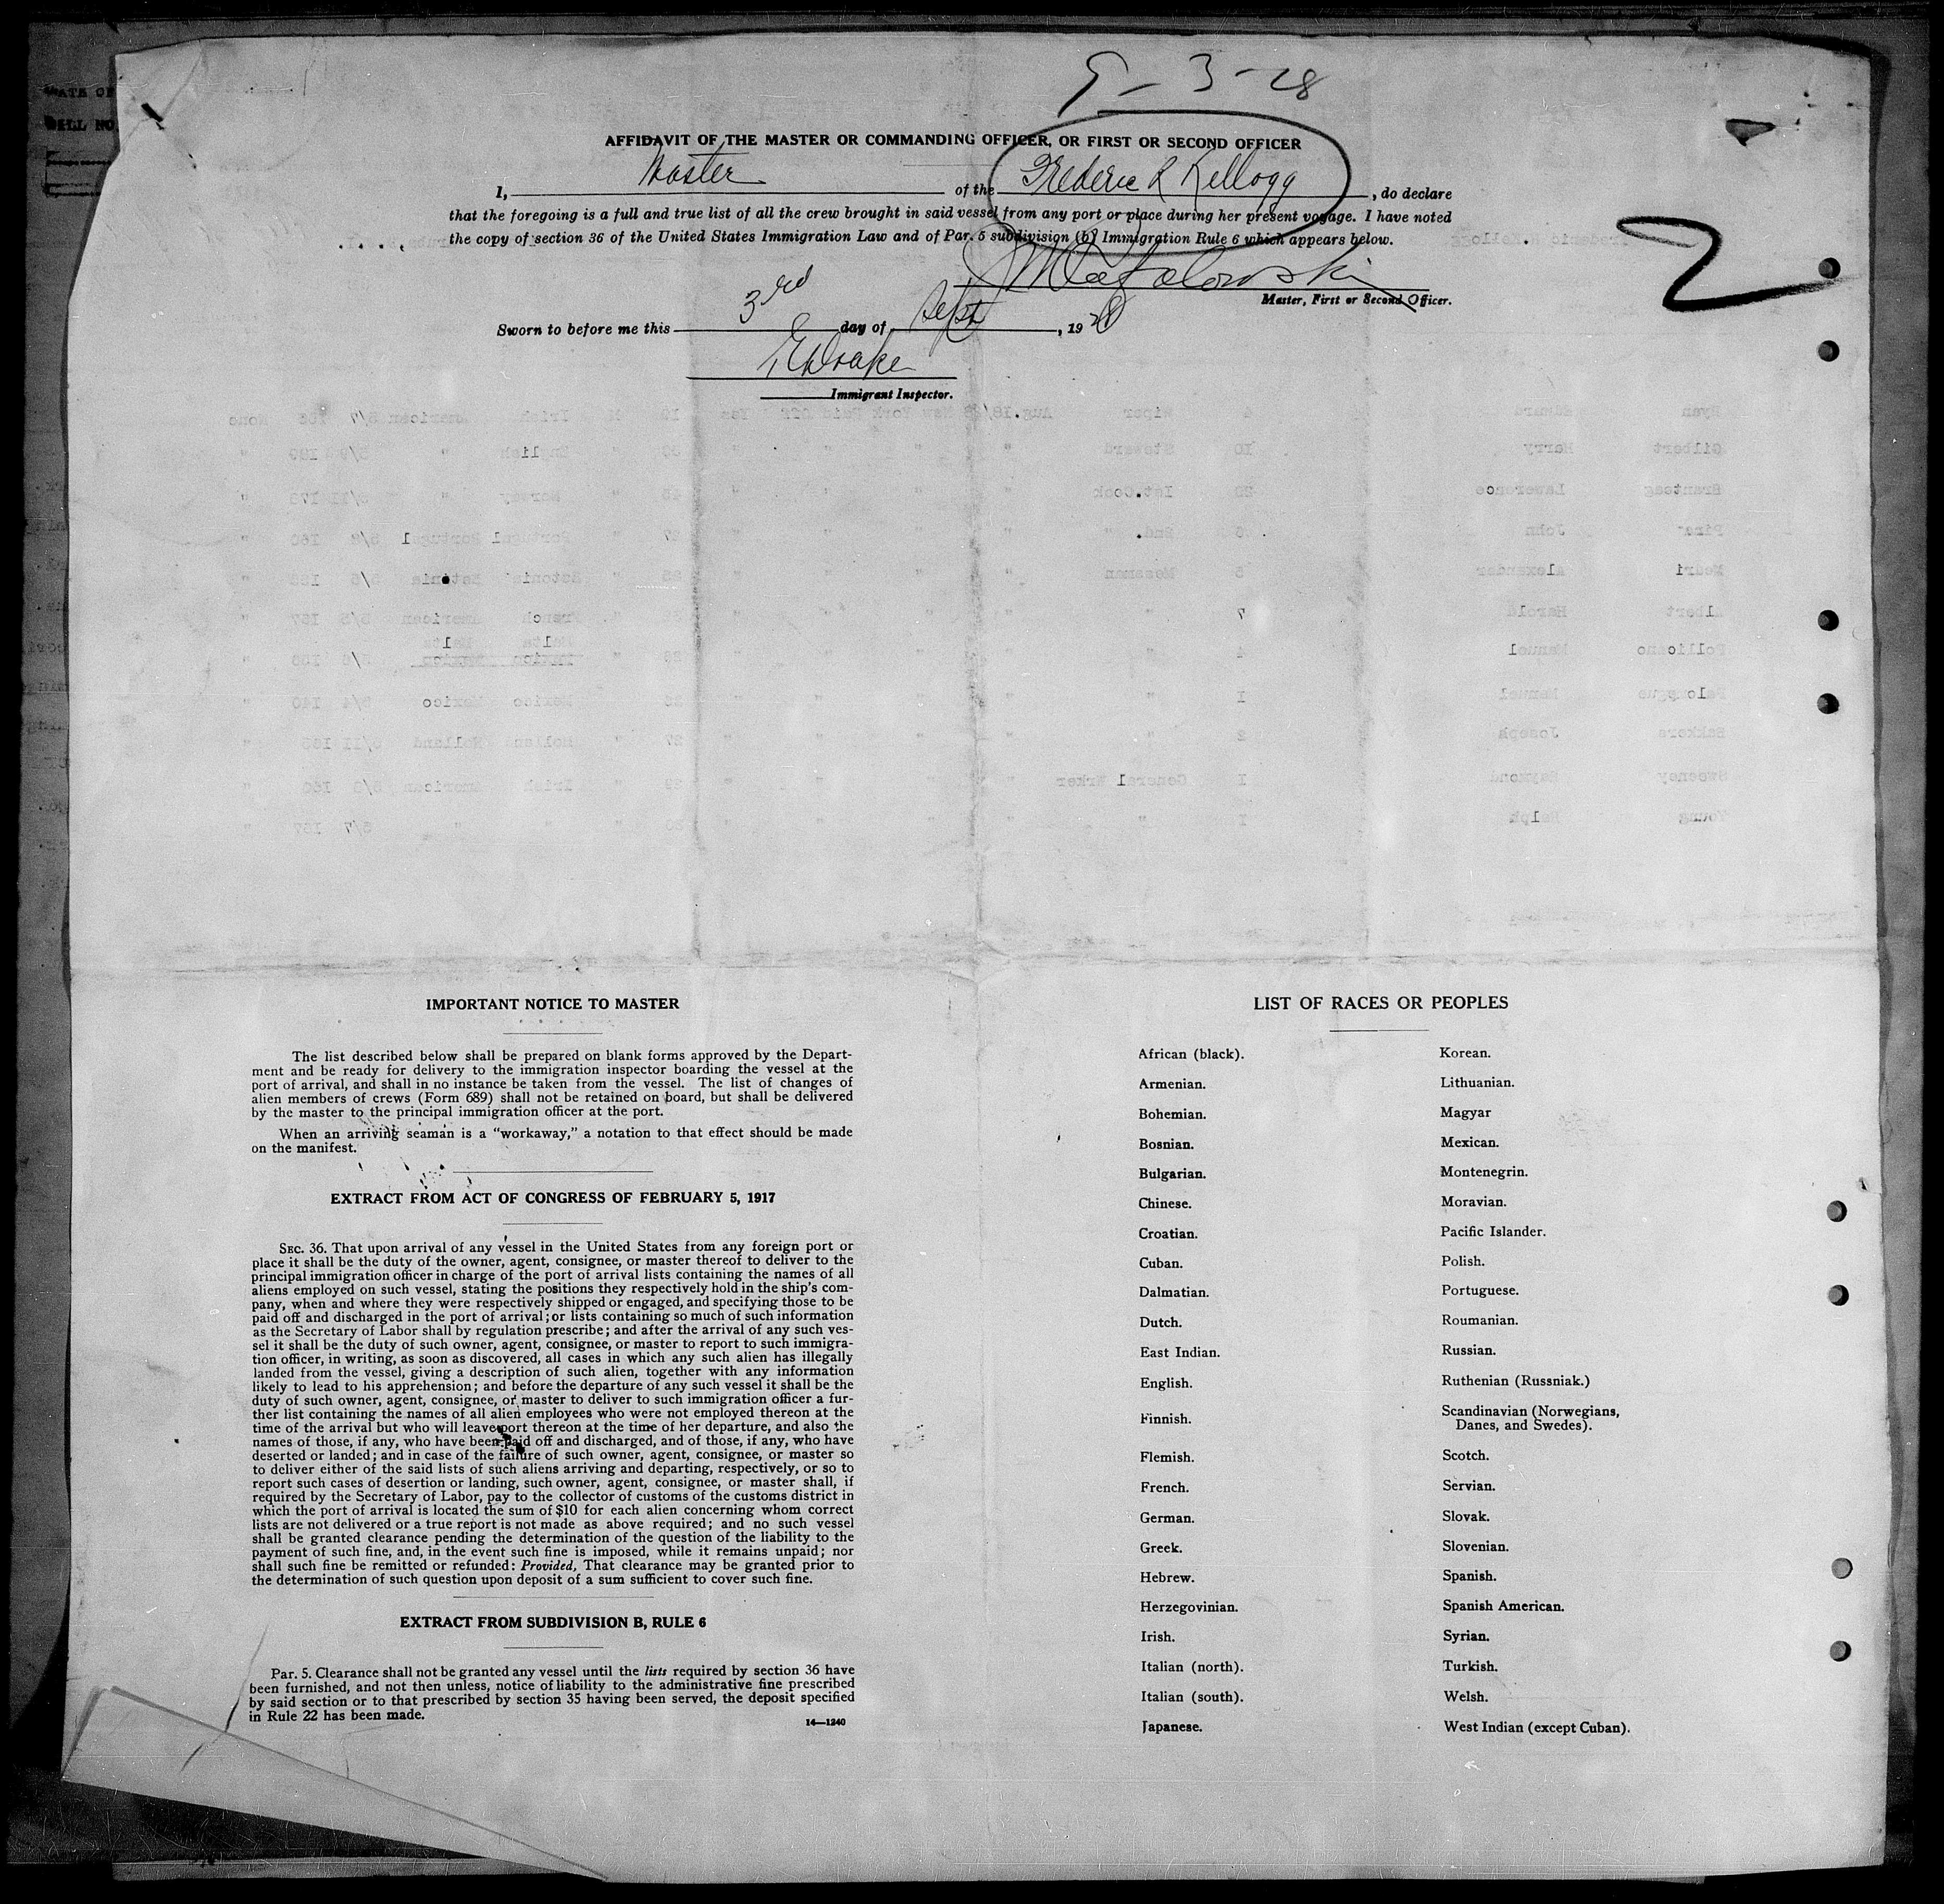 9-3-28
AFFIDAVIT OF THE MASTER OR COMMANDING OFFICER, OR FIRST OR SECOND OFFICER
I, Master of the Frederic R Kellogg, do declare
that the foregoing is a full and true list of all the crew brought in said vessel from any port or place during her present voyage. I have noted
the copy of section 36 of the United States Immigration Law and of Par. 5 subdivision (b) Immigration Rule 6 which appears below.
Master, First or Second Officer.
Sworn to before me this 3rd day of Sept, 1928
Drake
Immigrant Inspector.
2
IMPORTANT NOTICE TO MASTER
The list described below shall be prepared on blank forms approved by the Depart-
ment and be ready for delivery to the immigration inspector boarding the vessel at the
port of arrival, and shall in no instance be taken from the vessel. The list of changes of
alien members of crews (Form 689) shall not be retained on board, but shall be delivered
by the master to the principal immigration officer at the port.
When an arriving seaman is a "workaway," a notation to that effect should be made
on the manifest.
EXTRACT FROM ACT OF CONGRESS OF FEBRUARY 5, 1917
SEC. 36. That upon arrival of any vessel in the United States from any foreign port or
place it shall be the duty of the owner, agent, consignee, or master thereof to deliver to the
principal immigration officer in charge of the port of arrival lists containing the names of all
aliens employed on such vessel, stating the positions they respectively hold in the ship's com-
pany, when and where they were respectively shipped or engaged, and specifying those to be
paid off and discharged in the port of arrival; or lists containing so much of such information
as the Secretary of Labor shall by regulation prescribe; and after the arrival of any such ves-
sel it shall be the duty of such owner, agent, consignee, or master to report to such immigra-
tion officer, in writing, as soon as discovered, all cases in which any such alien has illegally
landed from the vessel, giving a description of such alien, together with any information
likely to lead to his apprehension; and before the departure of any such vessel it shall be the
duty of such owner, agent, consignee, or master to deliver to such immigration officer a fur-
ther list containing the names of all alien employees who were not employed thereon at the
time of the arrival but who will leave port thereon at the time of her departure, and also the
names of those, if any, who have been paid off and discharged, and of those, if any, who have
deserted or landed; and in case of the failure of such owner, agent, consignee, or master so
to deliver either of the said lists of such aliens arriving and departing, respectively, or so to
report such cases of desertion or landing, such owner, agent, consignee, or master shall, if
required by the Secretary of Labor, pay to the collector of customs of the customs district in
which the port of arrival is located the sum of $10 for each alien concerning whom correct
lists are not delivered or a true report is not made as above required; and no such vessel
shall be granted clearance pending the determination of the question of the liability to the
payment of such fine, and, in the event such fine is imposed, while it remains unpaid; nor
shall such fine be remitted or refunded: Provided, That clearance may be granted prior to
the determination of such question upon deposit of a sum sufficient to cover such fine.
EXTRACT FROM SUBDIVISION B, RULE 6
Par. 5. Clearance shall not be granted any vessel until the lists required by section 36 have
been furnished, and not then unless, notice of liability to the administrative fine prescribed
by said section or to that prescribed by section 35 having been served, the deposit specified
in Rule 22 has been made.
14—1240
LIST OF RACES OR PEOPLES
African (black).
Armenian.
Bohemian.
Bosnian.
Bulgarian.
Chinese.
Croatian.
Cuban.
Dalmatian.
Dutch.
East Indian.
English.
Finnish.
Flemish.
French.
German.
Greek.
Hebrew.
Herzegovinian.
Irish.
Italian (north).
Italian (south).
Japanese.
Korean.
Lithuanian.
Magyar
Mexican.
Montenegrin.
Moravian.
Pacific Islander.
Polish.
Portuguese.
Roumanian.
Russian.
Ruthenian (Russniak.)
Scandinavian (Norwegians,
Danes, and Swedes).
Scotch.
Servian.
Slovak.
Slovenian.
Spanish.
Spanish American.
Syrian.
Turkish.
Welsh.
West Indian (except Cuban).